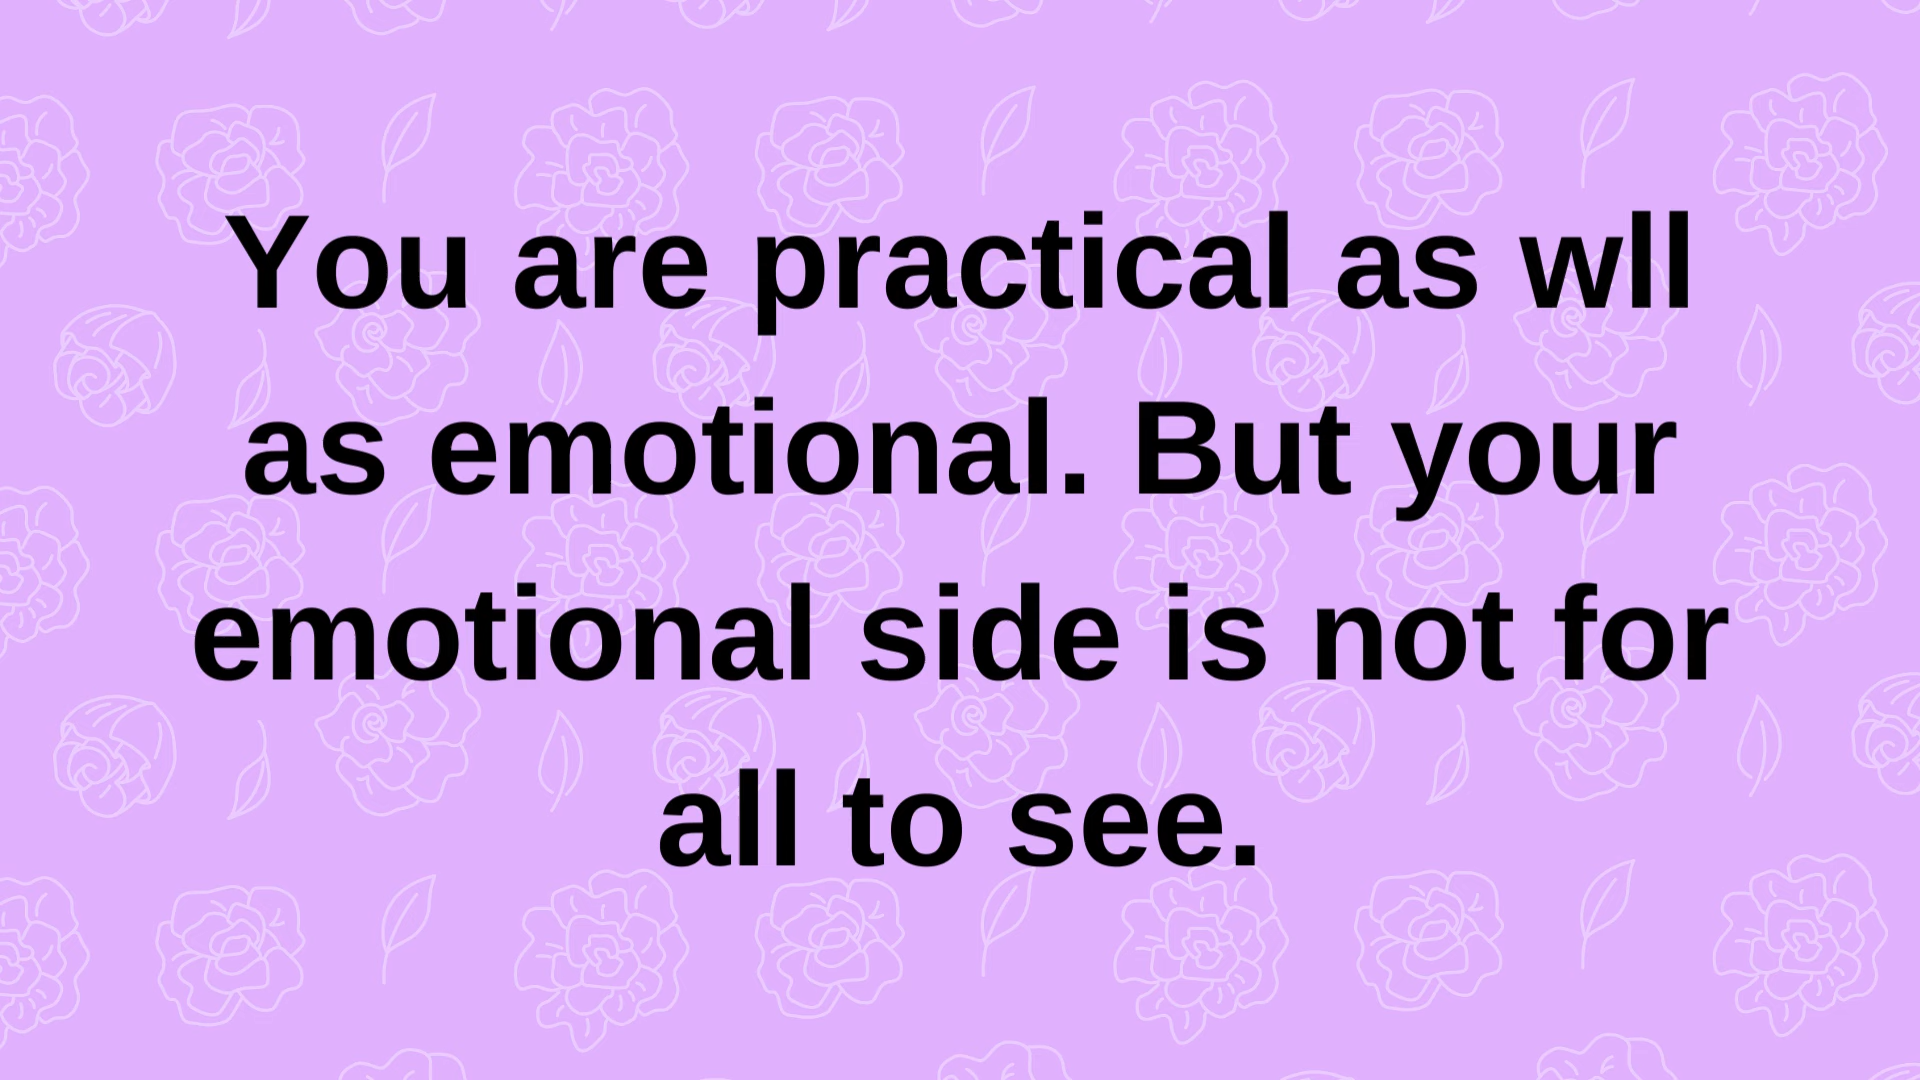 You are practical as wll
as emotional. But your
emotional side is not for
all to see.